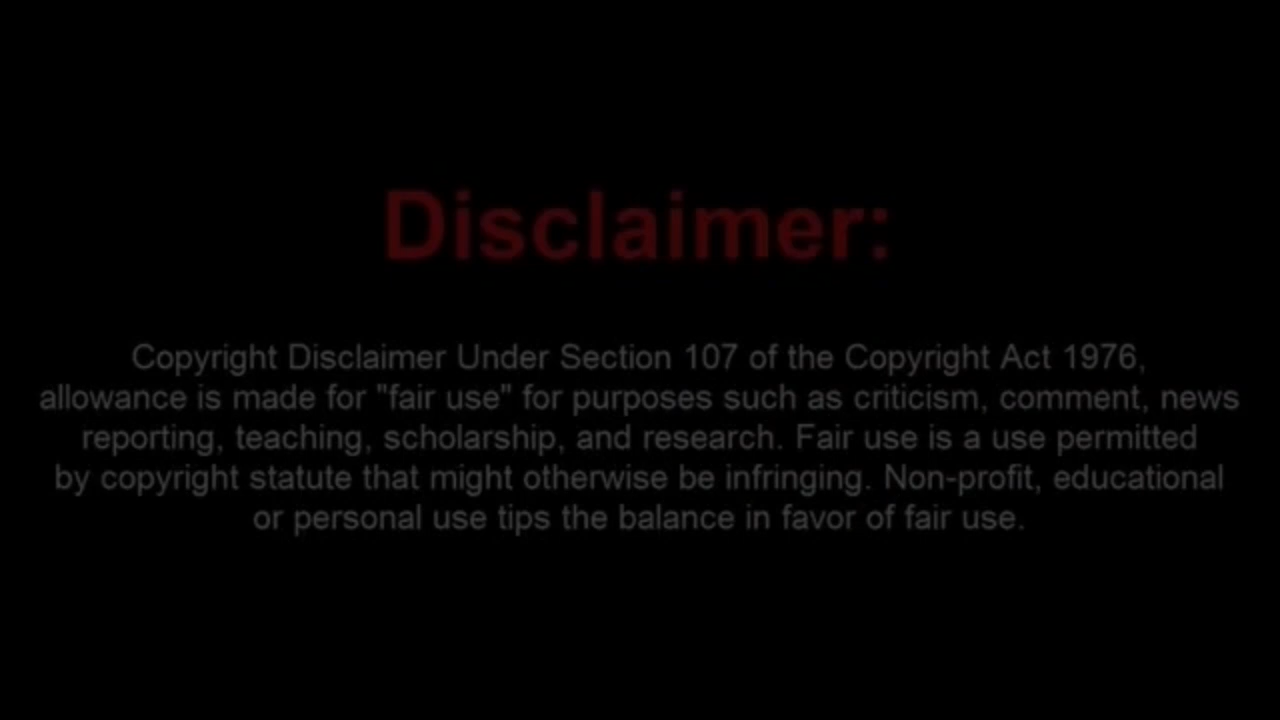 Disclaimer:
Copyright Disclaimer Under Section 107 of the Copyright Act 1976,
allowance is made for "fair use" for purposes such as criticism, comment, news
reporting, teaching, scholarship, and research. Fair use is a use permitted
by copyright statute that might otherwise be infringing. Non-profit, educational
or personal use tips the balance in favor of fair use.